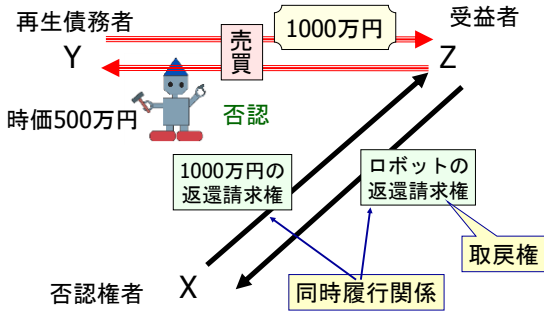 再生債務者
Y
売買
1000万円
受益者
Z
時価500万円
否認
1000万円の
返還請求権
ロボットの
返還請求権
取戻権
同時履行関係
否認権者
X